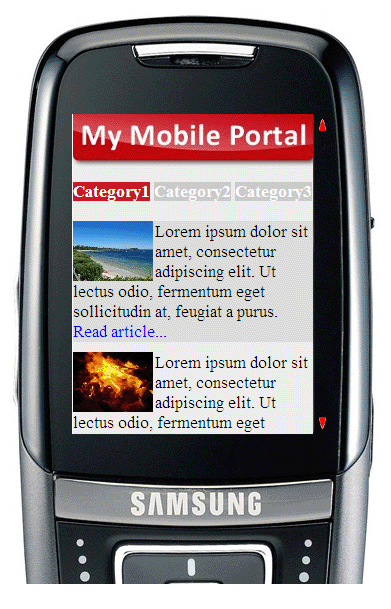 My Mobile Portal
Category1 Category2 Category3
Lorem ipsum dolor sit
amet, consectetur
adipiscing elit. Ut
lectus odio, fermentum eget
sollicitudin at, feugiat a purus.
Read article...
Lorem ipsum dolor sit
amet, consectetur
adipiscing elit. Ut
lectus odio, fermentum eget
SAMSUNG